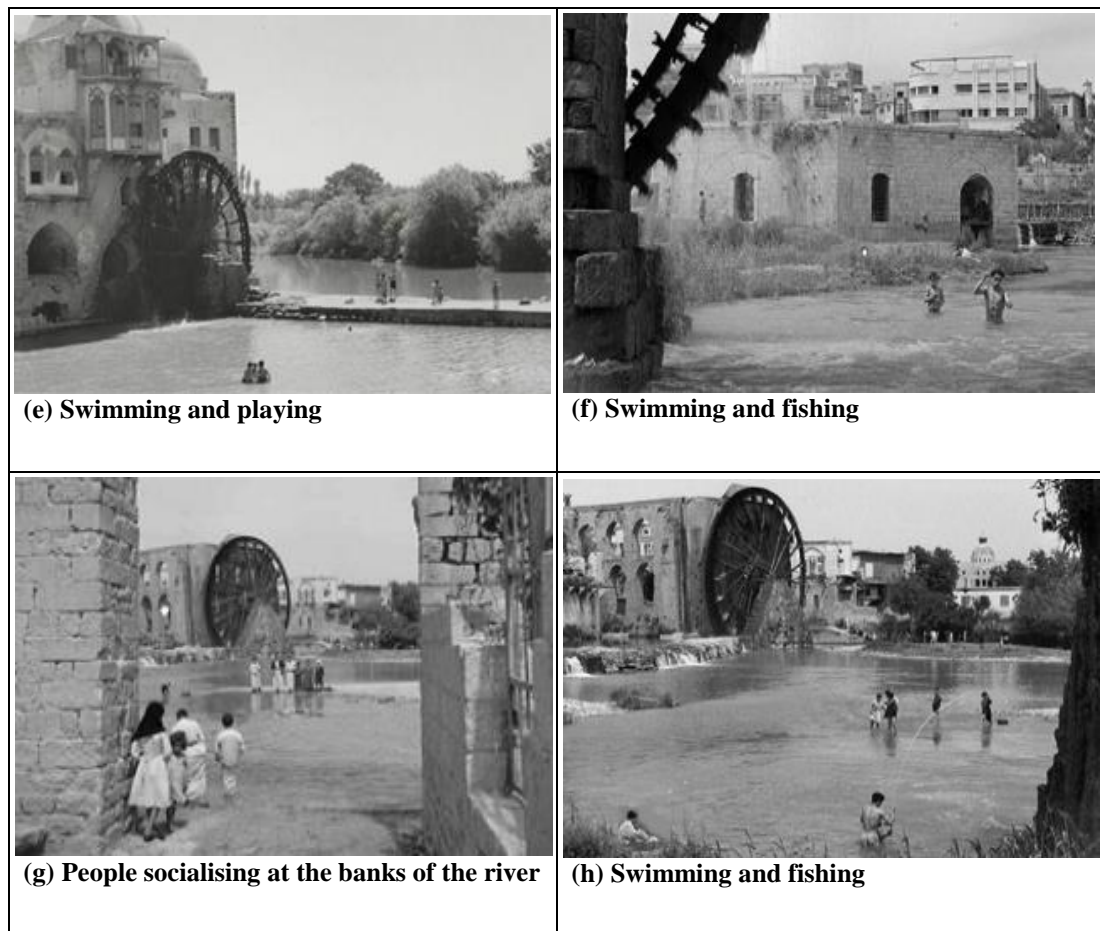 (e) Swimming and playing
(f) Swimming and fishing
(g) People socialising at the banks of the river
(h) Swimming and fishing